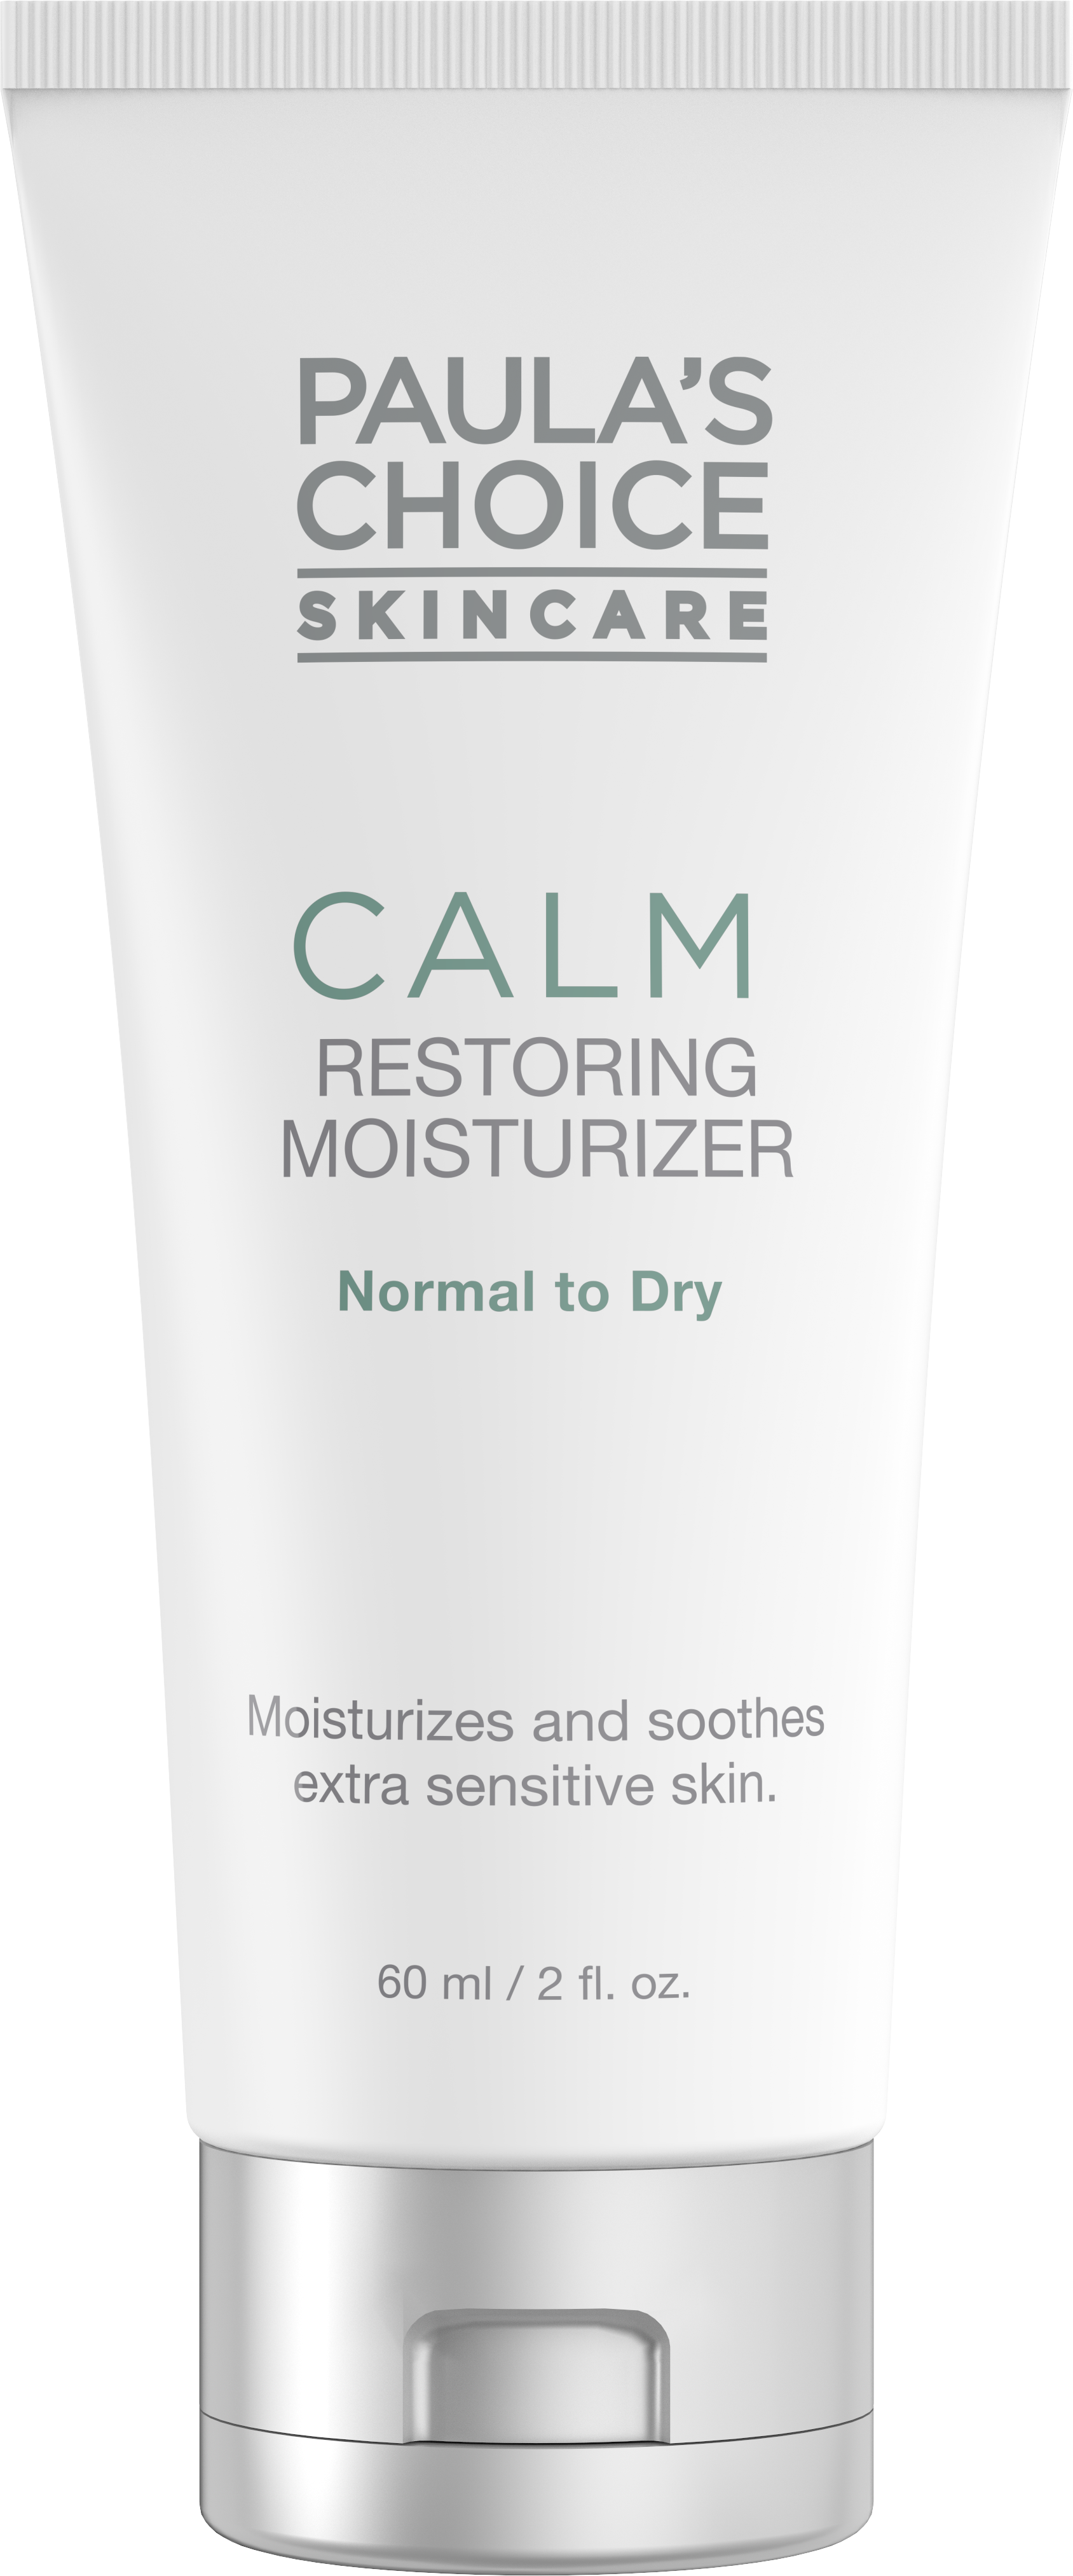 PAULA'S
CHOICE
SKINCARE
CALM
RESTORING
MOISTURIZER
Normal to Dry
Moisturizes and soothes
extra sensitive skin.
60 ml / 2 fl. oz.